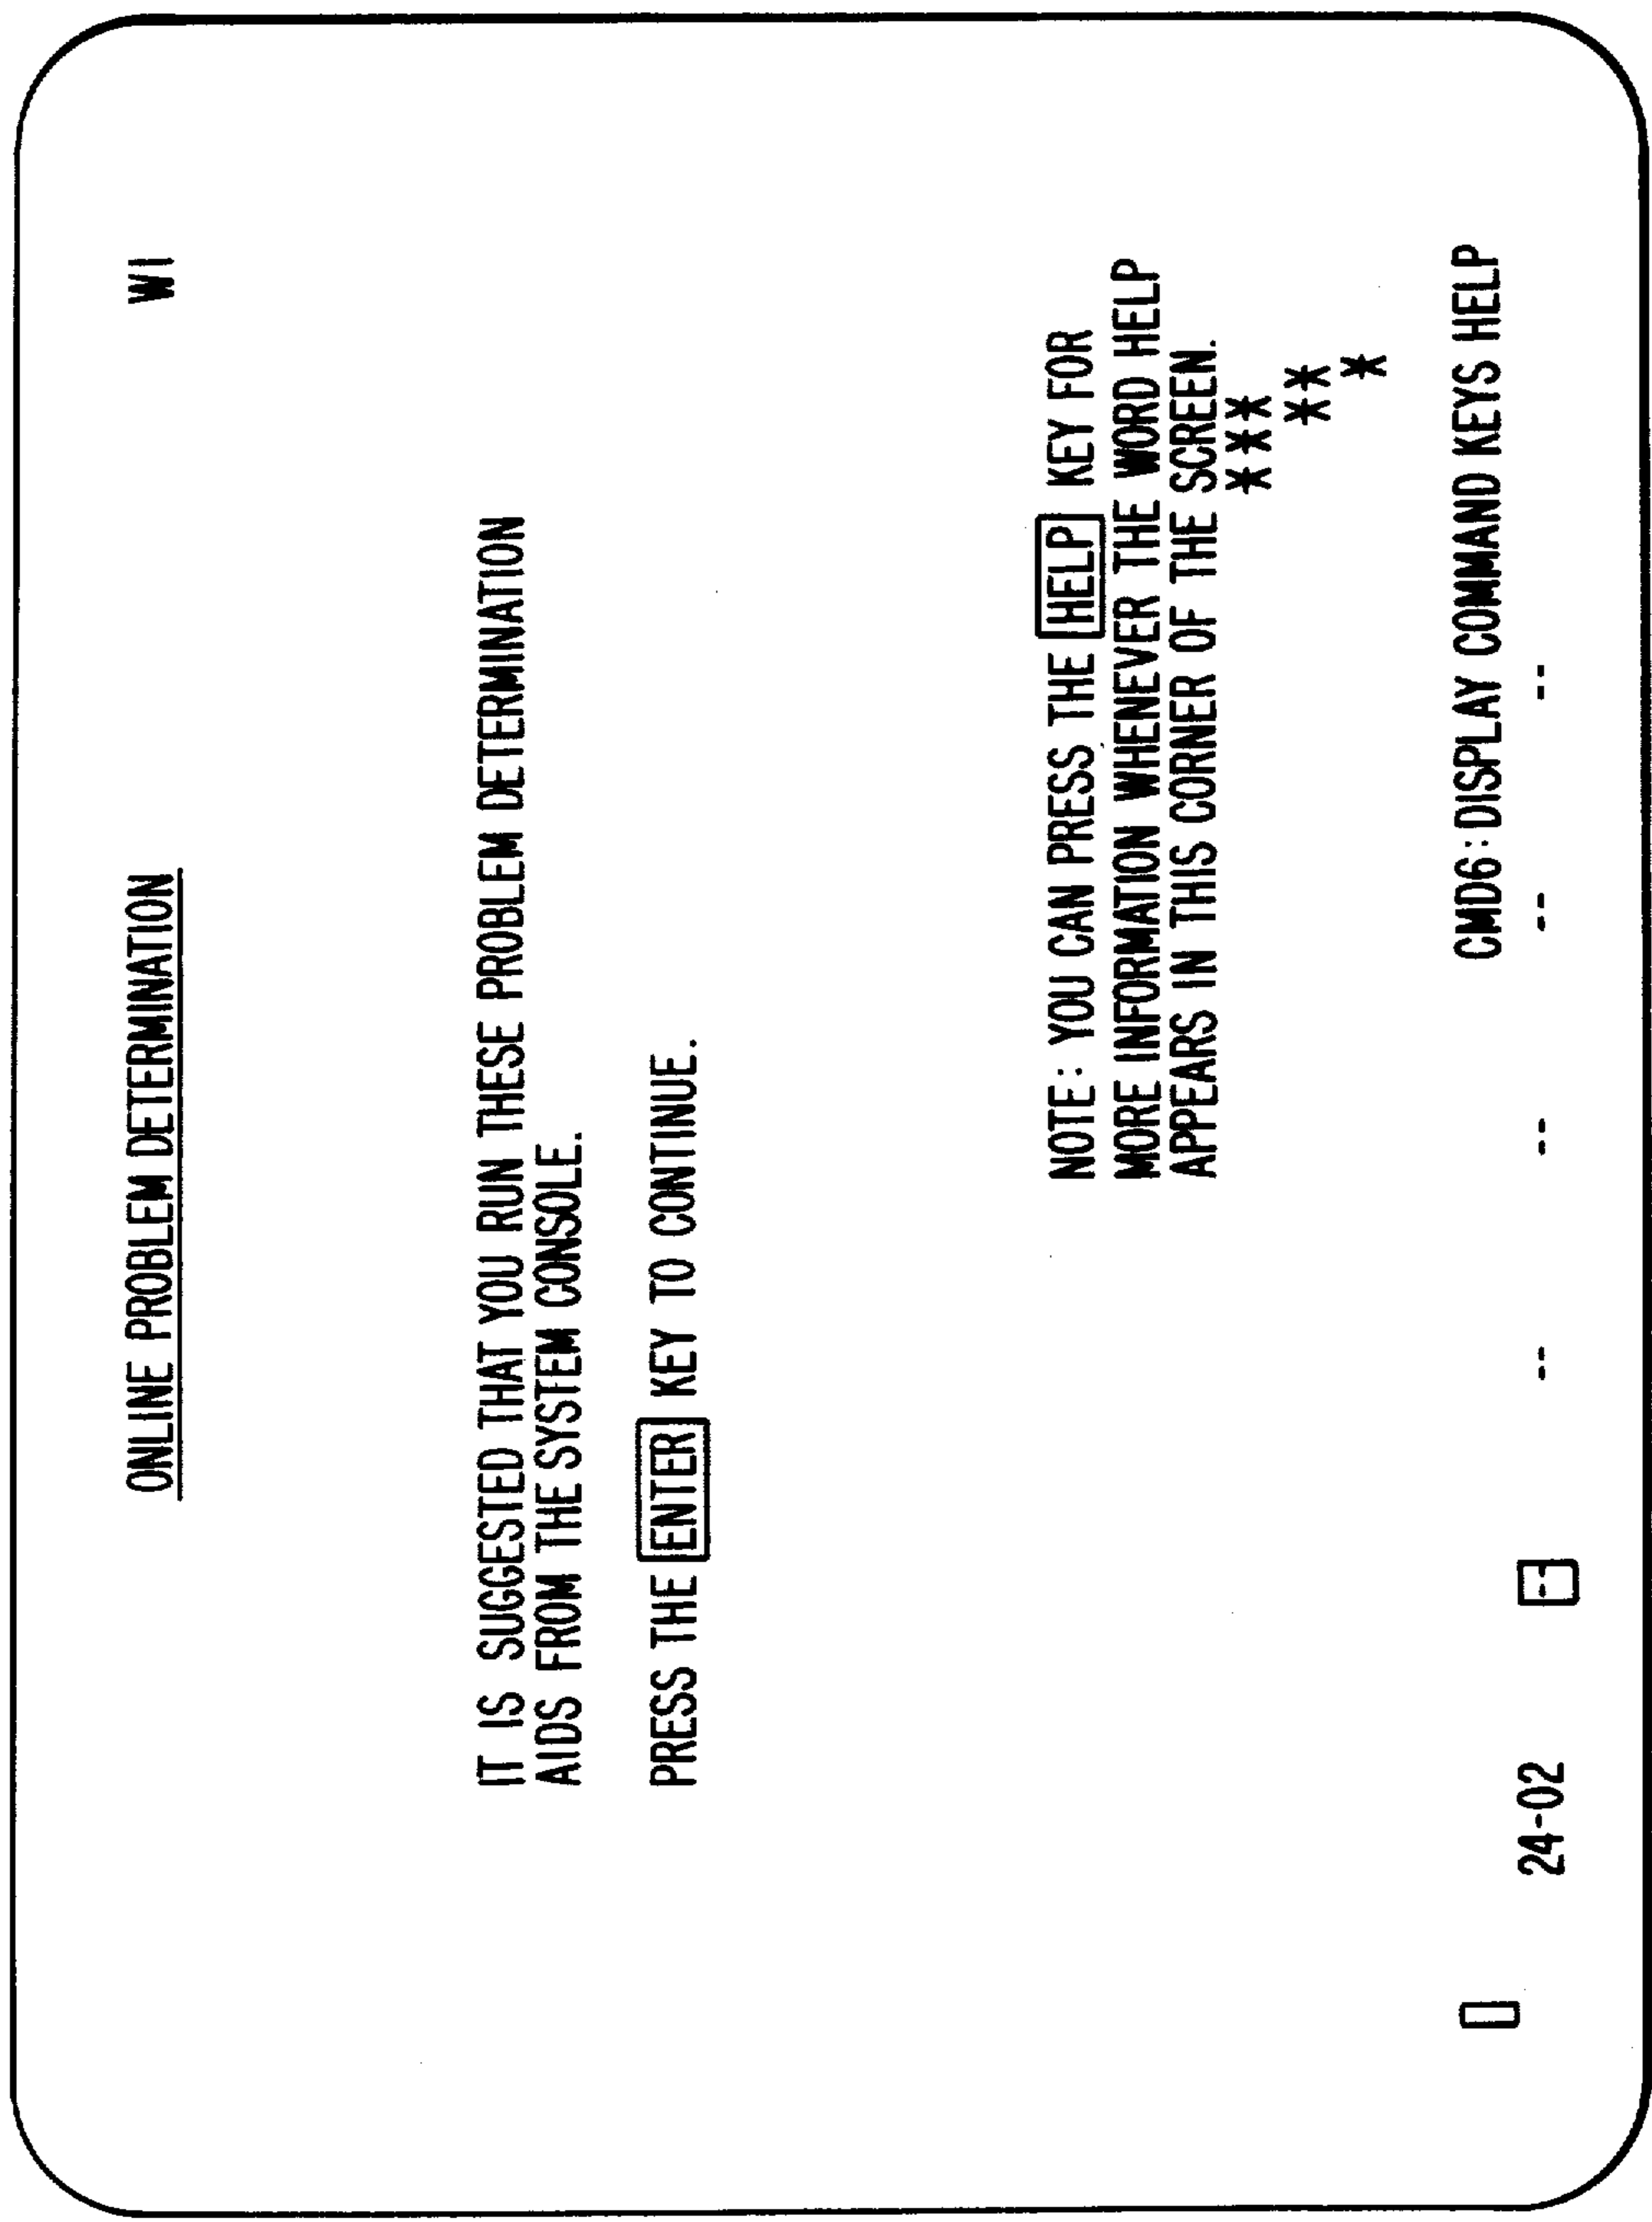 ONLINE PROBLEM DETERMINATION W1
IT IS SUGGESTED THAT YOU RUN THESE PROBLEM DETERMINATION
AIDS FROM THE SYSTEM CONSOLE.
PRESS THE ENTER KEY TO CONTINUE.
NOTE: YOU CAN PRESS THE HELP KEY FOR
MORE INFORMATION WHENEVER THE WORD HELP
APPEARS IN THIS CORNER OF THE SCREEN.
***
**
*
CMD6:DISPLAY COMMAND KEYS HELP
24-02 -- -- -- -- --